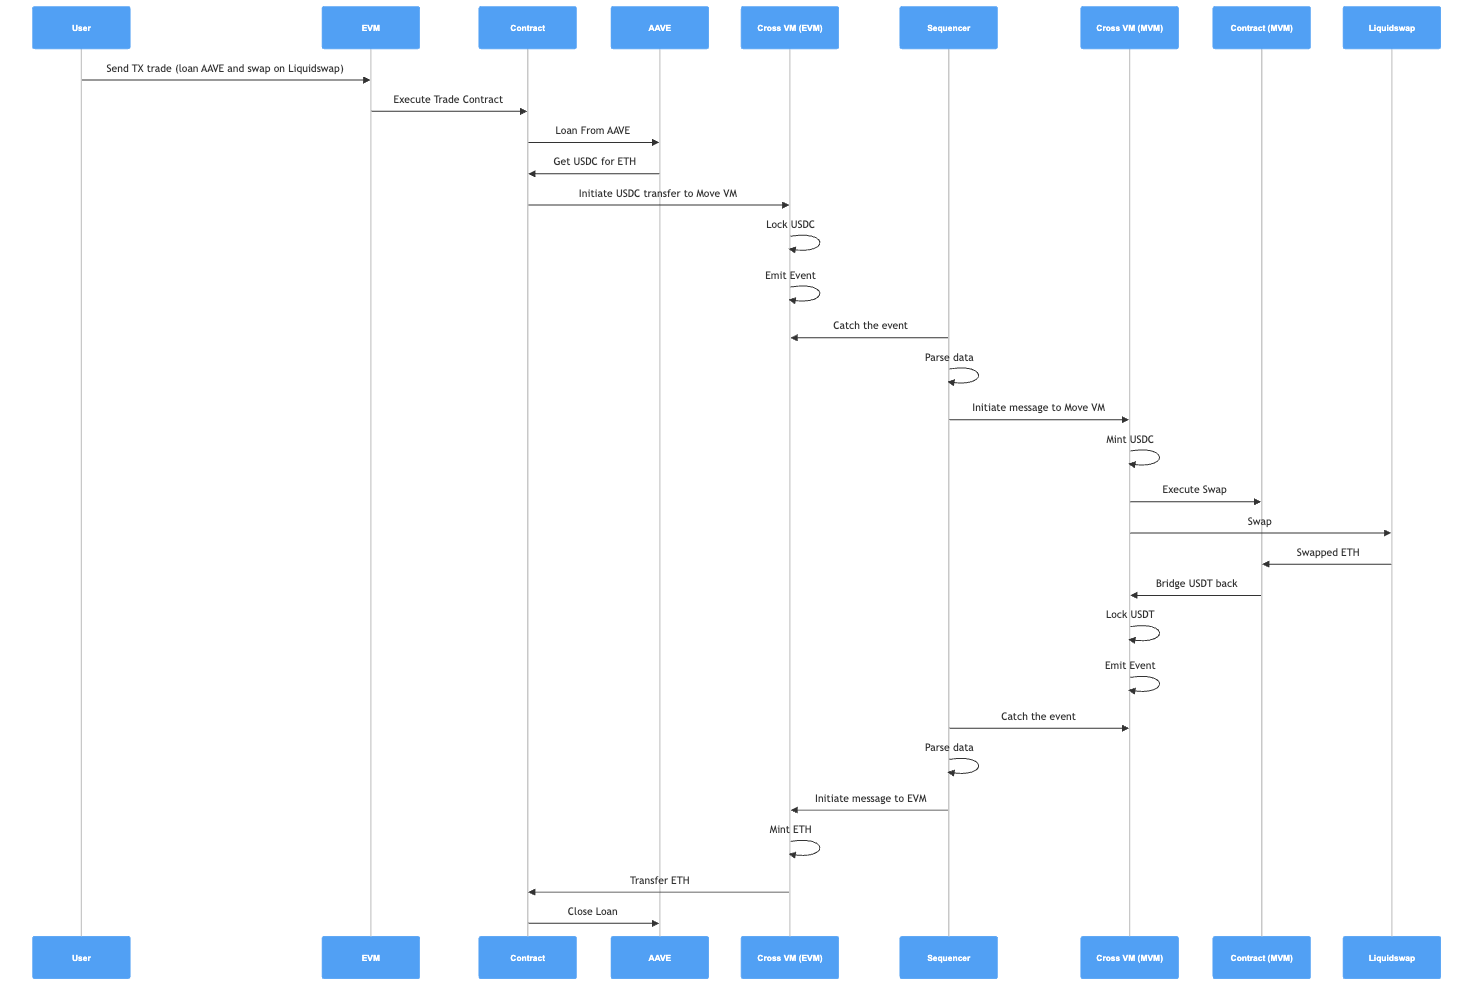 User
EVM
Contract
AAVE
Cross VM (EVM)
Sequencer
Cross VM (MVM)
Contract (MVM)
Liquidswap
Send TX trade (loan AAVE and swap on Liquidswap)
Execute Trade Contract
Loan From AAVE
Get USDC for ETH
Initiate USDC transfer to Move VM
Lock USDC
Emit Event
Catch the event
Parse data
Initiate message to Move VM
Mint USDC
Execute Swap
Swap
Swapped ETH
Bridge USDT back
Lock USDT
Emit Event
Catch the event
Parse data
Initiate message to EVM
Mint ETH
Transfer ETH
Close Loan
User
EVM
Contract
AAVE
Cross VM (EVM)
Sequencer
Cross VM (MVM)
Contract (MVM)
Liquidswap